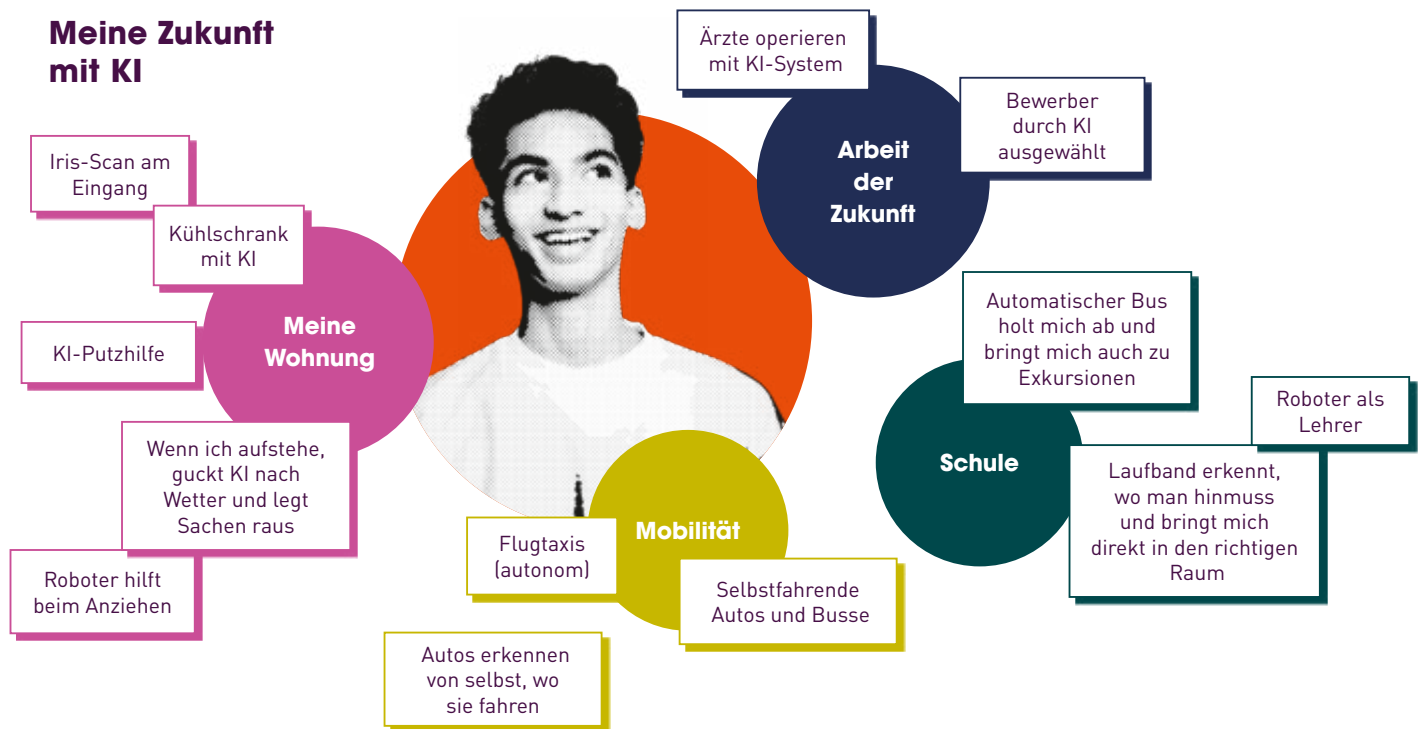 Meine Zukunft
mit KI
Iris-Scan am
Eingang
Kühlschrank
mit KI
KI-Putzhilfe
Meine
Wohnung
Wenn ich aufstehe,
guckt KI nach
Wetter und legt
Sachen raus
Roboter hilft
beim Anziehen
Ärzte operieren
mit KI-System
Bewerber
durch KI
ausgewählt
Arbeit
der
Zukunft
Automatischer Bus
holt mich ab und
bringt mich auch zu
Exkursionen
Roboter als
Lehrer
Schule
Laufband erkennt,
wo man hinmuss
und bringt mich
direkt in den richtigen
Raum
Mobilität
Flugtaxis
(autonom)
Selbstfahrende
Autos und Busse
Autos erkennen
von selbst, wo
sie fahren